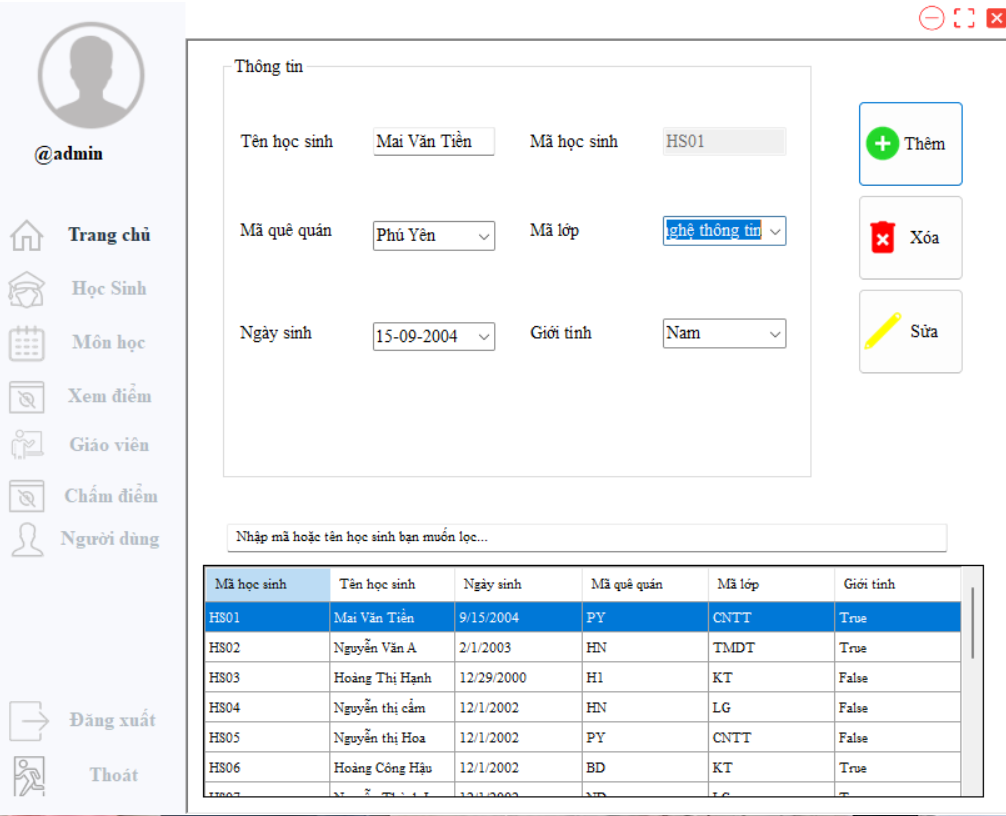 @admin
Trang chủ
Học Sinh
Môn học
Xem điểm
Giáo viên
Chấm điểm
Người dùng
Đăng xuất
Thoát
Thông tin
Tên học sinh Mai Văn Tiền Mã học sinh HS01
Mã quê quán Phú Yên Mã lớp thông tin
Ngày sinh 15-09-2004 Giới tính Nam
Thêm
Xóa
Sửa
Nhập mã hoặc tên học sinh bạn muốn lọc...
Mã học sinh Tên học sinh Ngày sinh Mã quê quán Mã lớp Giới tính
HS01 Mai Văn Tiền 9/15/2004 PY CNTT True
HS02 Nguyễn Văn A 2/1/2003 HN TMDT True
HS03 Hoàng Thị Hạnh 12/29/2000 H1 KT False
HS04 Nguyễn thị cẩm 12/1/2002 HN LG False
HS05 Nguyễn thị Hoa 12/1/2002 PY CNTT False
HS06 Hoàng Công Hậu 12/1/2002 BD KT True